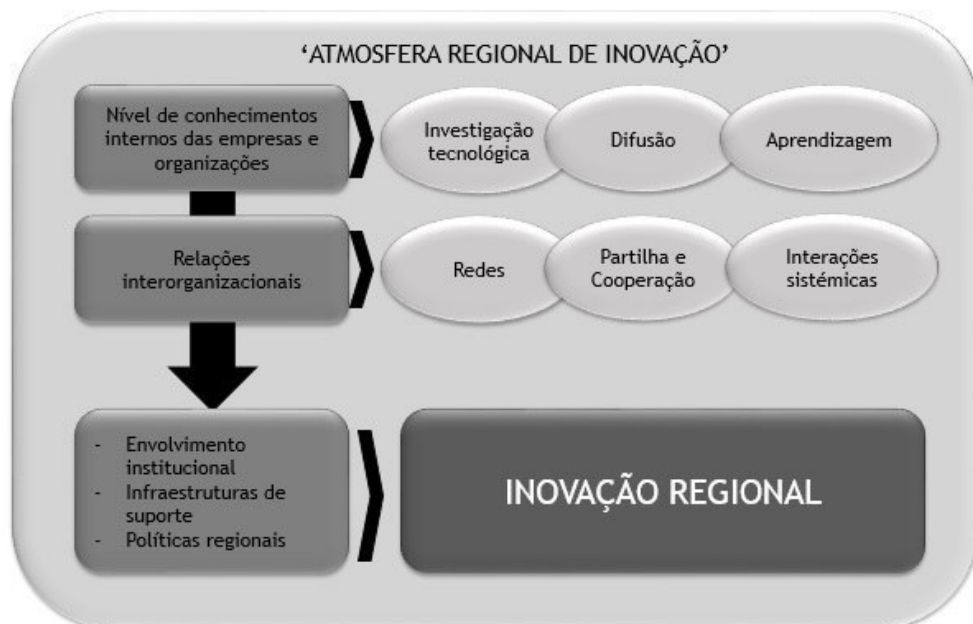 'ATMOSFERA REGIONAL DE INOVAÇÃO'
Nível de conhecimentos
internos das empresas e
organizações
Investigação
tecnológica
Difusão
Aprendizagem
Relações
interorganizacionais
Redes
Partilha e
Cooperação
Interações
sistémicas
- Envolvimento
institucional
- Infraestruturas de
suporte
- Políticas regionais
INOVAÇÃO REGIONAL